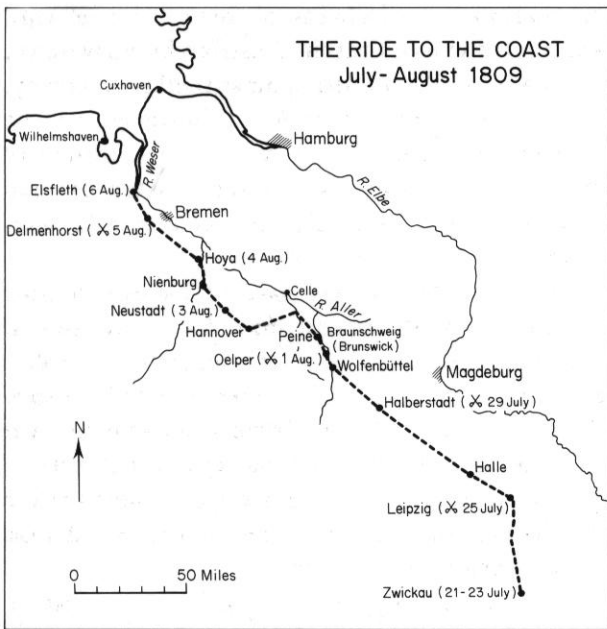 THE RIDE TO THE COAST
July - August 1809
Cuxhaven
Wilhelmshaven
Hamburg
R. Weser
R. Elbe
Elsfleth (6 Aug.)
Bremen
Delmenhorst (⚔ 5 Aug.)
Hoya (4 Aug.)
Nienburg
Celle
R. Aller
Neustadt (3 Aug.)
Hannover
Peine
Braunschweig
(Brunswick)
Oelper (⚔ 1 Aug.)
Wolfenbüttel
Magdeburg
Halberstadt (⚔ 29 July)
N
Halle
Leipzig (⚔ 25 July)
0 50 Miles
Zwickau (21-23 July)